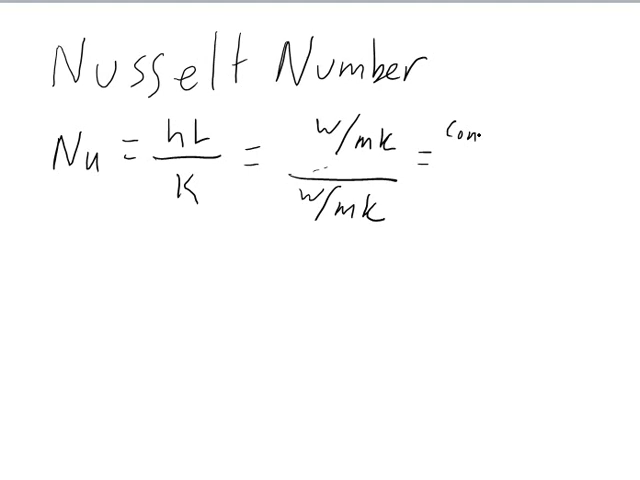 Nusselt Number
Nu = hL / K = W/mK / W/mK = Con.